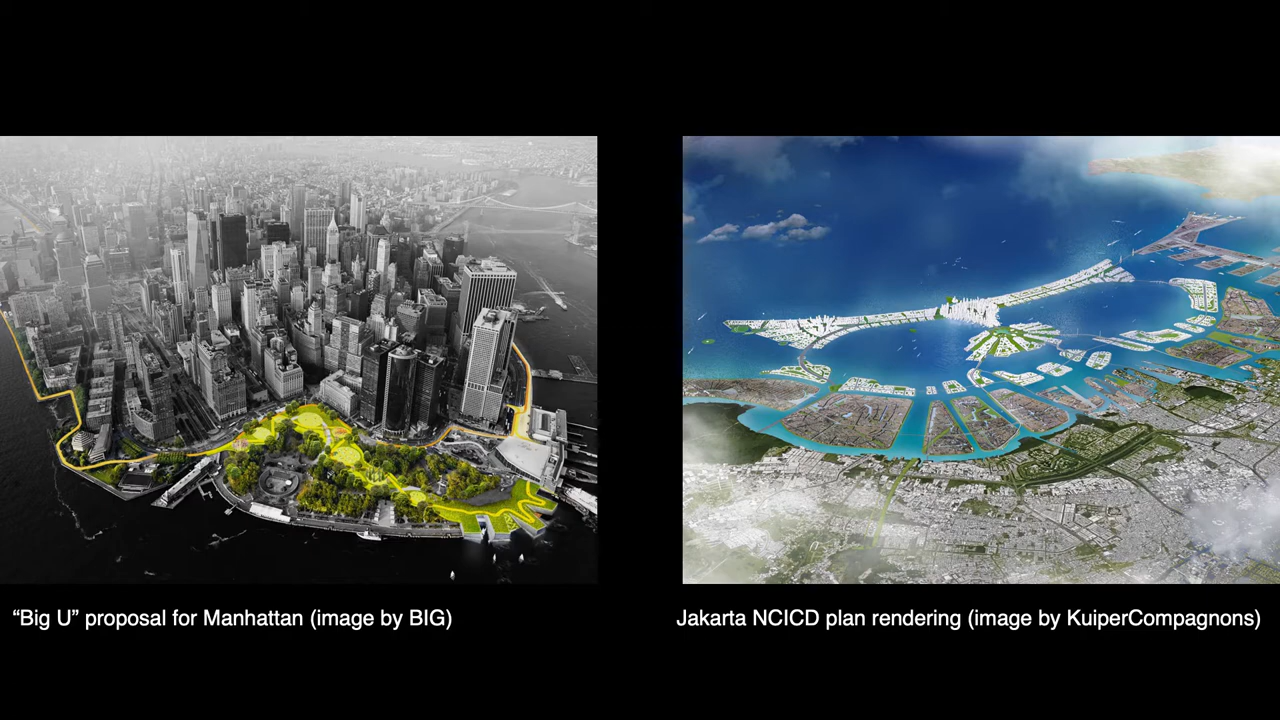 “Big U” proposal for Manhattan (image by BIG)
Jakarta NCICD plan rendering (image by KuiperCompagnons)